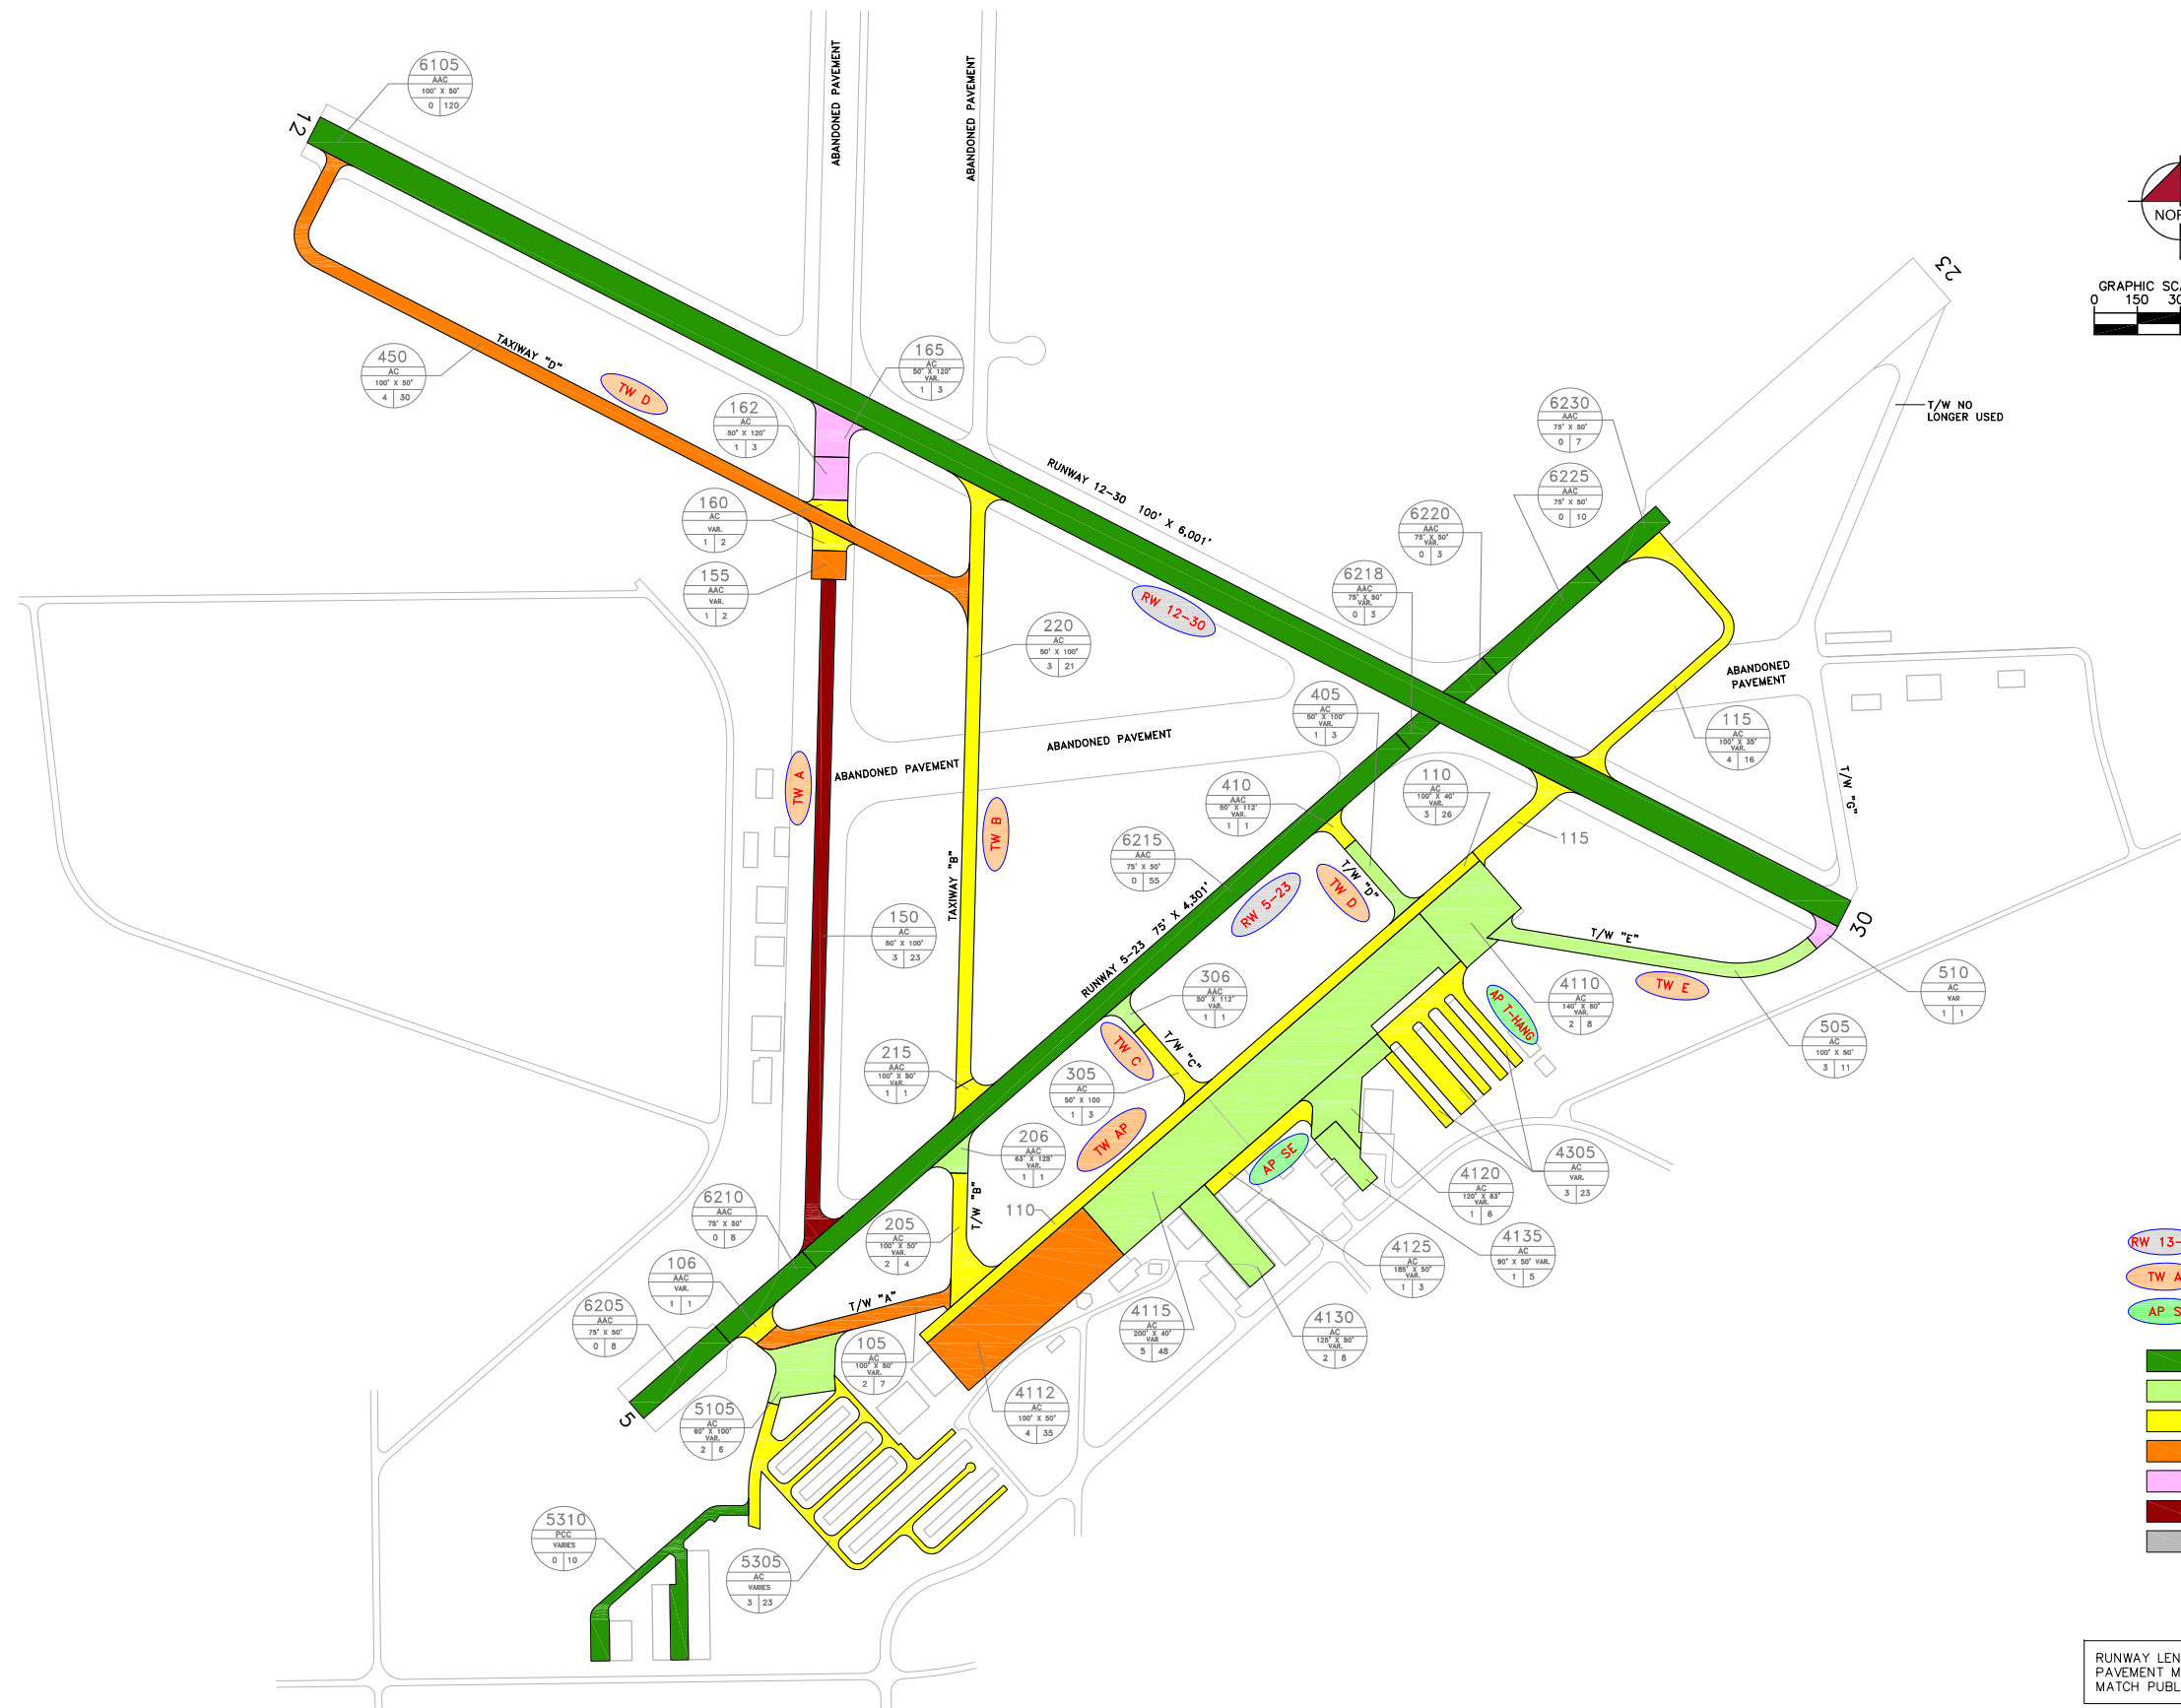 ABANDONED PAVEMENT
ABANDONED PAVEMENT
6105
AAC
100' X 50'
0 120
12
NOR
GRAPHIC SCA
0 150 30
23
T/W NO
LONGER USED
TAXIWAY "D"
TW D
450
AC
100' X 50'
4 30
165
AC
50' X 120'
VAR.
1 3
162
AC
50' X 120'
1 3
160
AC
VAR.
1 2
155
AAC
VAR.
1 2
RUNWAY 12-30 100' X 6,001'
RW 12-30
6230
AAC
75' X 50'
0 7
6225
AAC
75' X 50'
0 10
6220
AAC
75' X 50'
VAR.
0 3
6218
AAC
75' X 50'
VAR.
0 3
220
AC
50' X 100'
3 21
405
AC
50' X 100'
VAR.
1 3
ABANDONED
PAVEMENT
115
AC
100' X 35'
VAR.
4 16
T/W "G"
ABANDONED PAVEMENT
ABANDONED PAVEMENT
TW A
TW B
TAXIWAY "B"
410
AAC
50' X 112'
VAR.
1 1
110
AC
100' X 40'
VAR.
3 26
115
6215
AAC
75' X 50'
0 55
T/W "D"
TW D
RW 5-23
RUNWAY 5-23 75' X 4,301'
150
AC
50' X 100'
3 23
30
T/W "E"
TW E
306
AAC
50' X 112'
VAR.
1 1
4110
AC
140' X 60'
VAR.
2 8
AP T-HANG
510
AC
VAR
1 1
505
AC
100' X 50'
3 11
TW C
T/W "C"
215
AAC
100' X 50'
VAR.
1 1
305
AC
50' X 100
1 3
206
AAC
63' X 125'
VAR.
1 1
TW AP
AP SE
4305
AC
VAR.
3 23
4120
AC
120' X 83'
VAR.
1 6
6210
AAC
75' X 50'
0 8
205
AC
100' X 50'
VAR.
2 4
T/W "B"
110
4135
AC
90' X 50' VAR.
1 5
4125
AC
185' X 50'
VAR.
1 3
106
AAC
VAR.
1 1
T/W "A"
6205
AAC
75' X 50'
0 8
105
AC
100' X 50'
VAR.
2 7
4115
AC
200' X 40'
VAR
5 48
4130
AC
125' X 50'
2 8
RW 13-
TW A
AP S
5
5105
AC
60' X 100'
VAR.
2 6
4112
AC
100' X 50'
4 35
5310
PCC
VARIES
0 10
5305
AC
VARIES
3 23
RUNWAY LEN
PAVEMENT M
MATCH PUBL